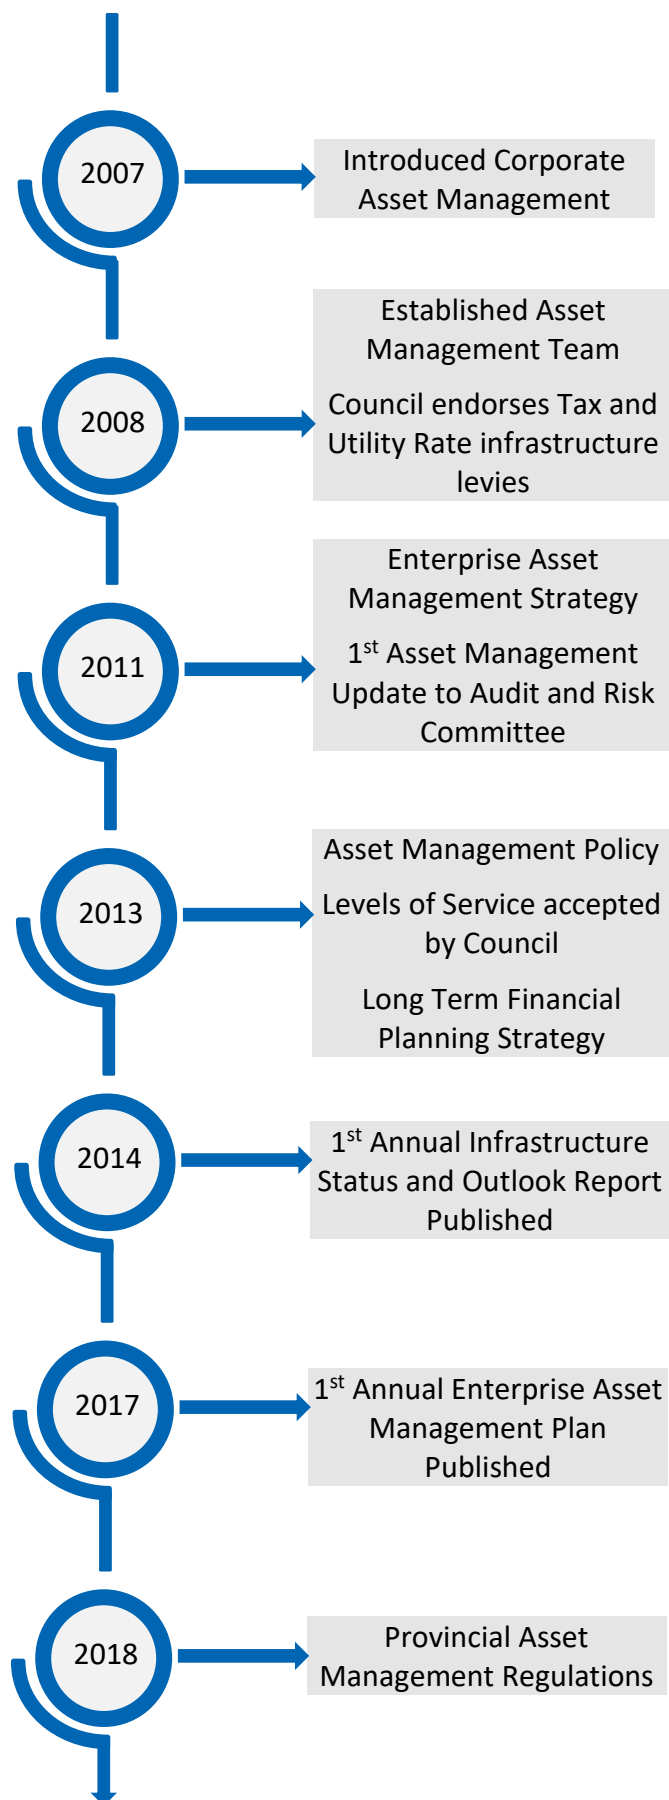 2007
Introduced Corporate
Asset Management
2008
Established Asset
Management Team
Council endorses Tax and
Utility Rate infrastructure
levies
2011
Enterprise Asset
Management Strategy
1st Asset Management
Update to Audit and Risk
Committee
2013
Asset Management Policy
Levels of Service accepted
by Council
Long Term Financial
Planning Strategy
2014
1st Annual Infrastructure
Status and Outlook Report
Published
2017
1st Annual Enterprise Asset
Management Plan
Published
2018
Provincial Asset
Management Regulations